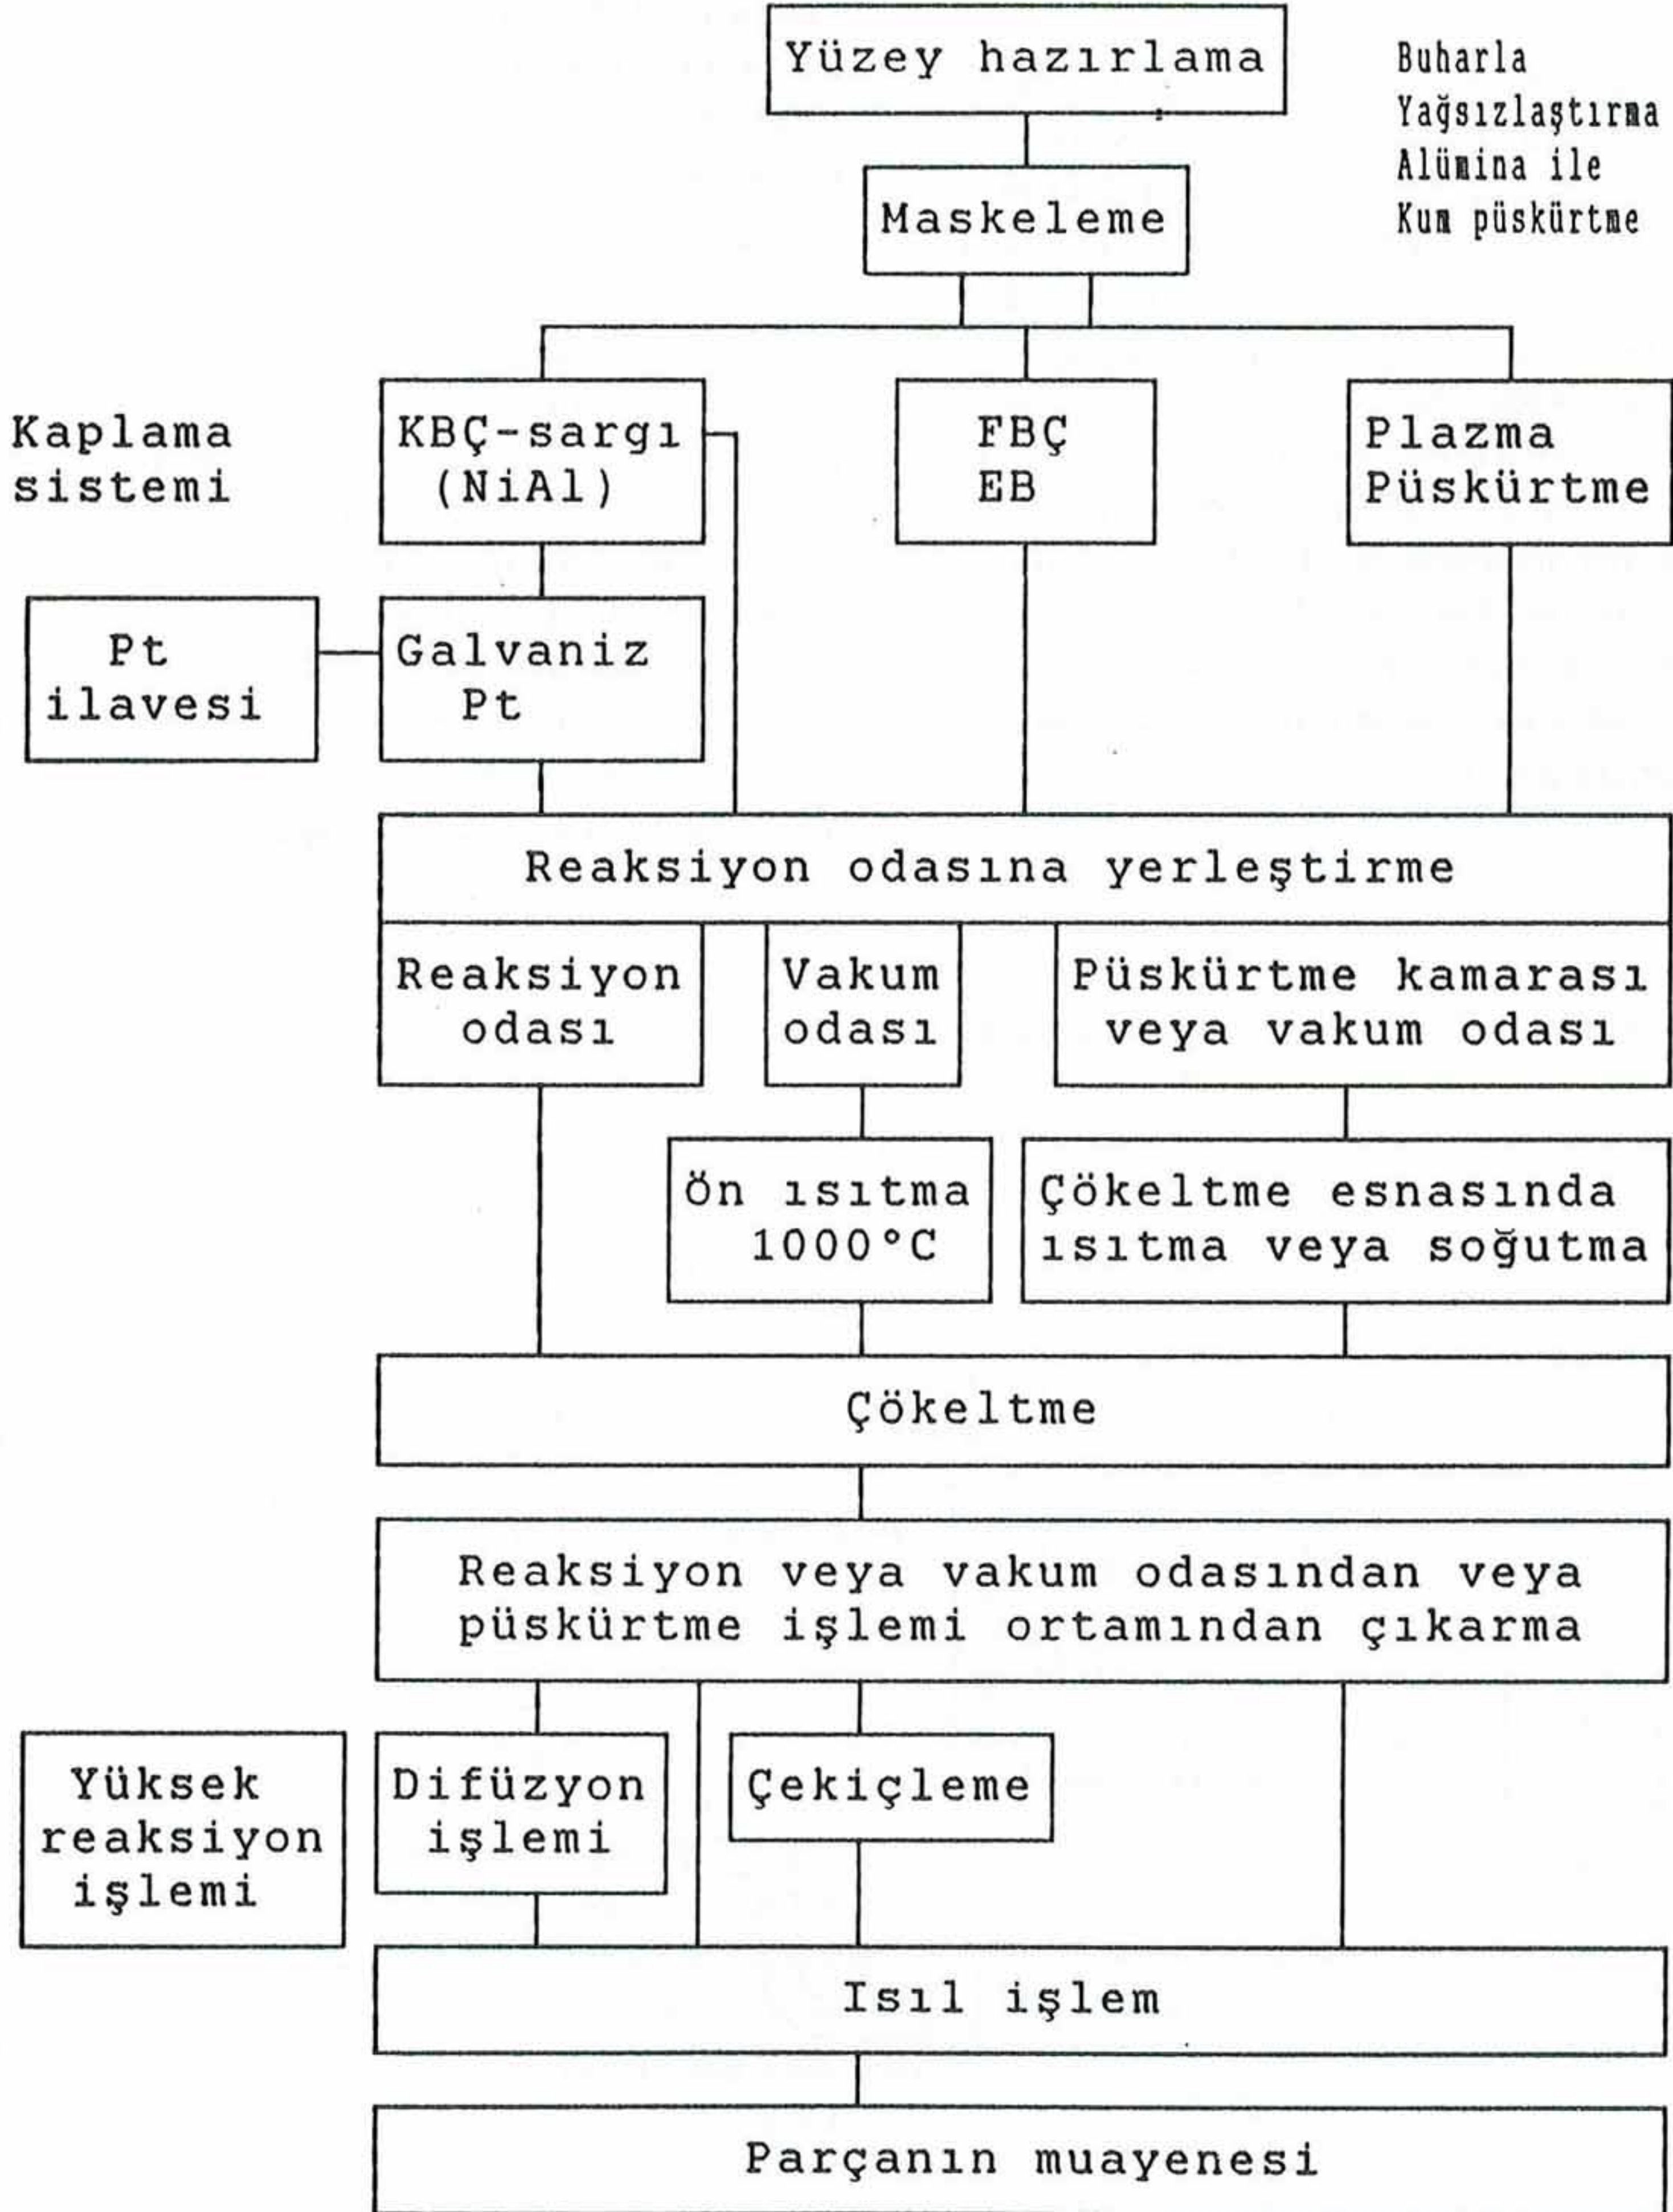 Yüzey hazırlama
Buharla
Yağsızlaştırma
Alümina ile
Kum püskürtme
Maskeleme
Kaplama
sistemi
KBÇ-sargı
(NiAl)
FBÇ
EB
Plazma
Püskürtme
Pt
ilavesi
Galvaniz
Pt
Reaksiyon odasına yerleştirme
Reaksiyon
odası
Vakum
odası
Püskürtme kamarası
veya vakum odası
Ön ısıtma
1000°C
Çökeltme esnasında
ısıtma veya soğutma
Çökeltme
Reaksiyon veya vakum odasından veya
püskürtme işlemi ortamından çıkarma
Yüksek
reaksiyon
işlemi
Difüzyon
işlemi
Çekiçleme
Isıl işlem
Parçanın muayenesi